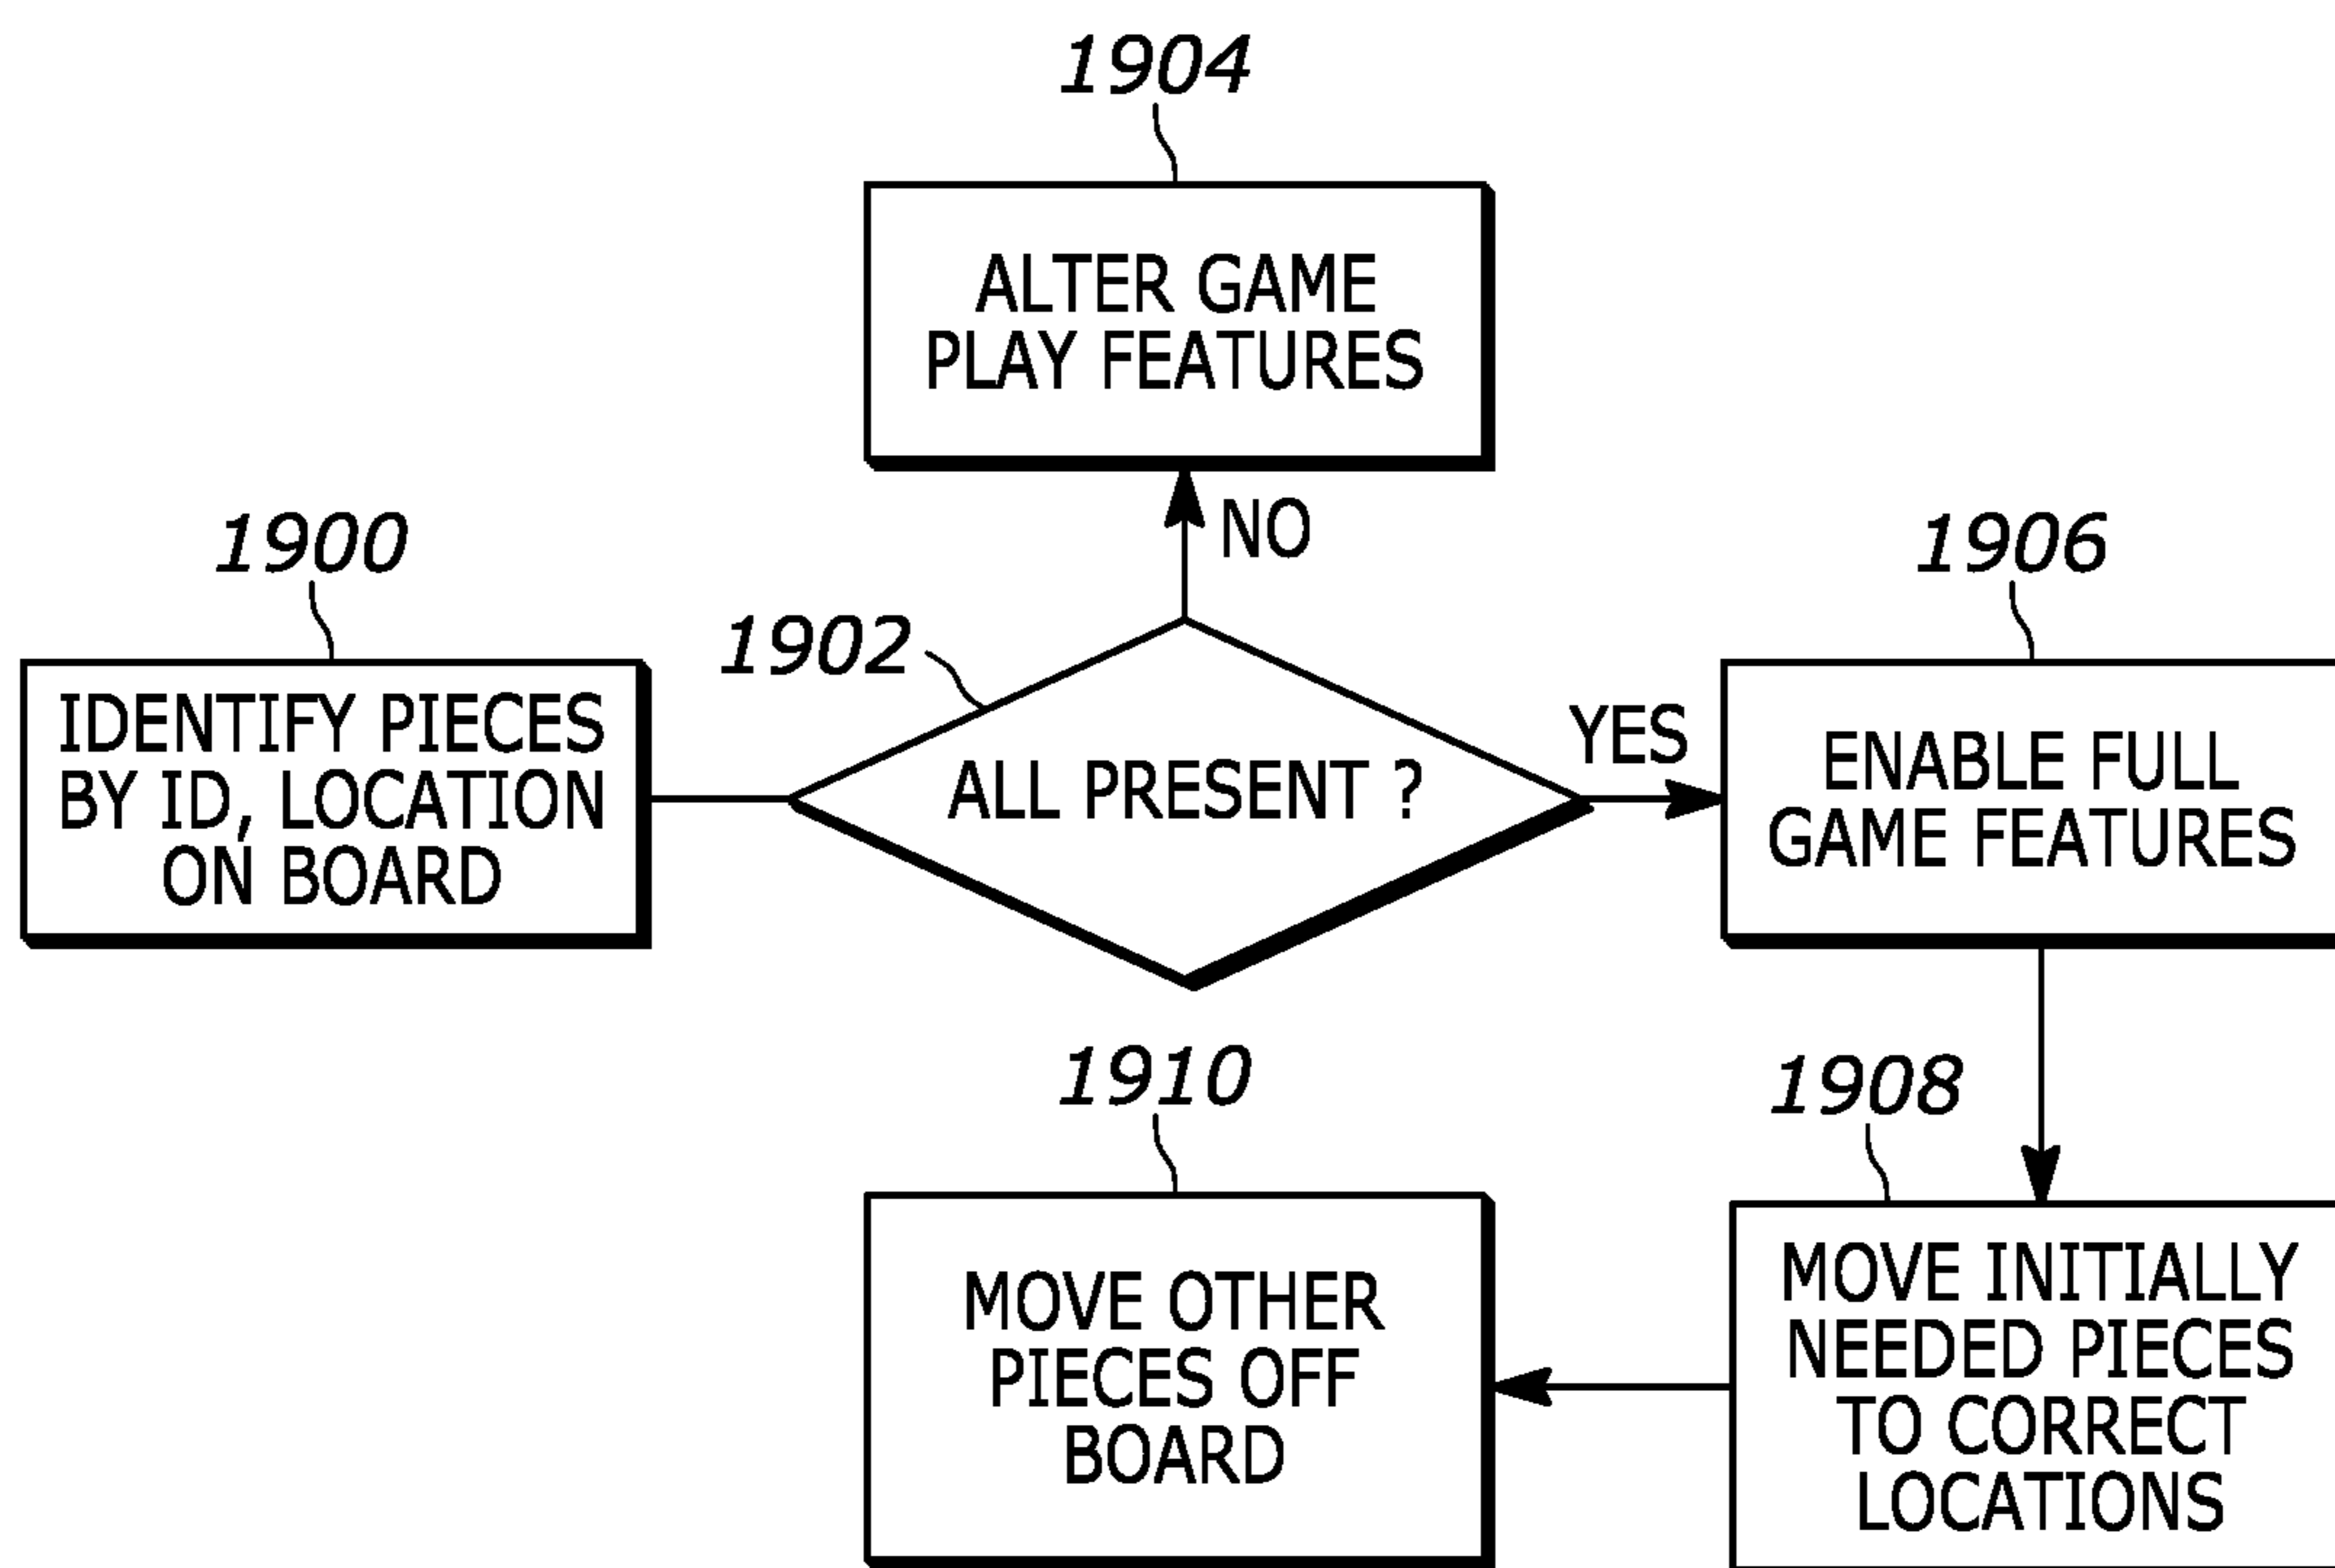 1904
ALTER GAME
PLAY FEATURES
NO
1900
IDENTIFY PIECES
BY ID, LOCATION
ON BOARD
1902
ALL PRESENT ?
YES
1906
ENABLE FULL
GAME FEATURES
1908
MOVE INITIALLY
NEEDED PIECES
TO CORRECT
LOCATIONS
1910
MOVE OTHER
PIECES OFF
BOARD